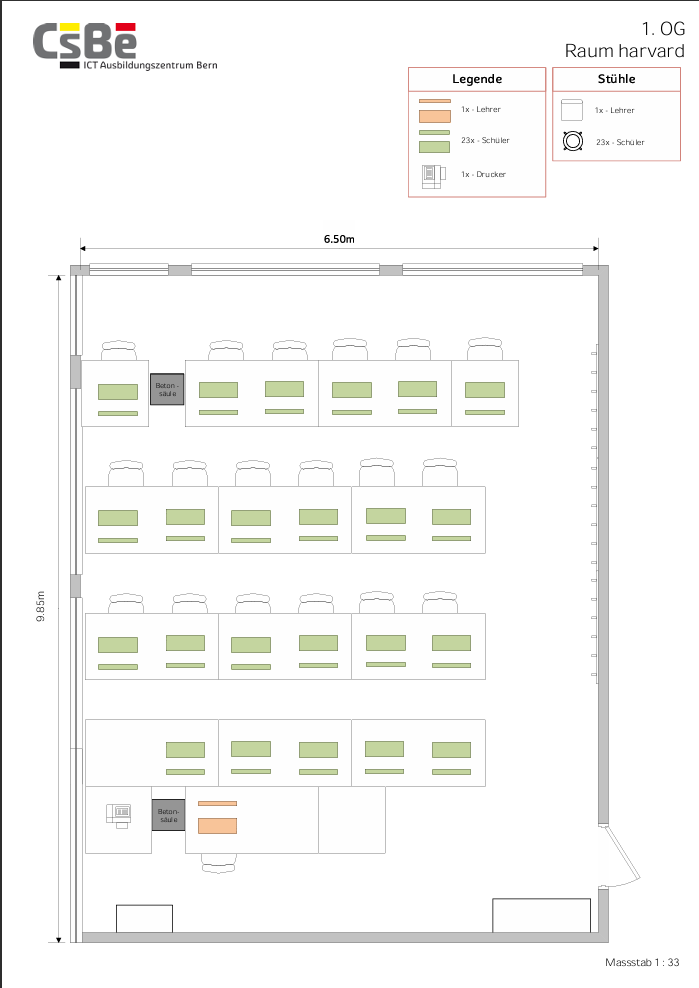 CsBe
ICT Ausbildungszentrum Bern
1. OG
Raum harvard
Legende
1x - Lehrer
23x - Schüler
1x - Drucker
Stühle
1x - Lehrer
23x - Schüler
6.50m
9.85m
Beton -
säule
Beton-
säule
Massstab 1 : 33